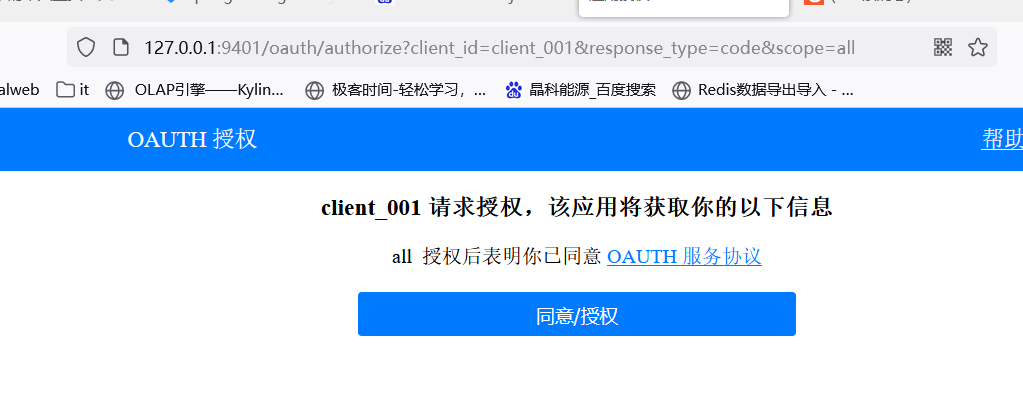 127.0.0.1:9401/oauth/authorize?client_id=client_001&response_type=code&scope=all
alweb it OLAP引擎——Kylin... 极客时间-轻松学习，... 晶科能源_百度搜索 Redis数据导出导入 - ...
OAUTH 授权 帮助
client_001 请求授权，该应用将获取你的以下信息
all 授权后表明你已同意 OAUTH 服务协议
同意/授权